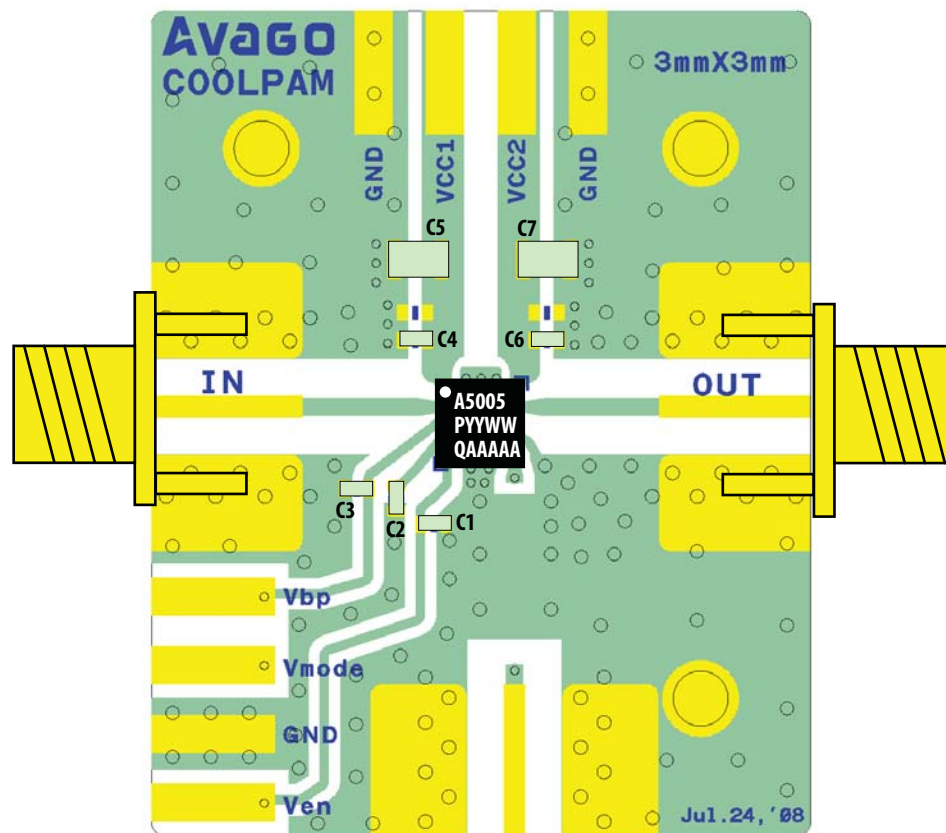 Avago
COOLPAM
3mmX3mm
GND
VCC1
VCC2
GND
C5
C7
C4
C6
IN
OUT
A5005
PYYWW
QAAAAA
C3
C2
C1
Vbp
Vmode
GND
Ven
Jul.24,'08